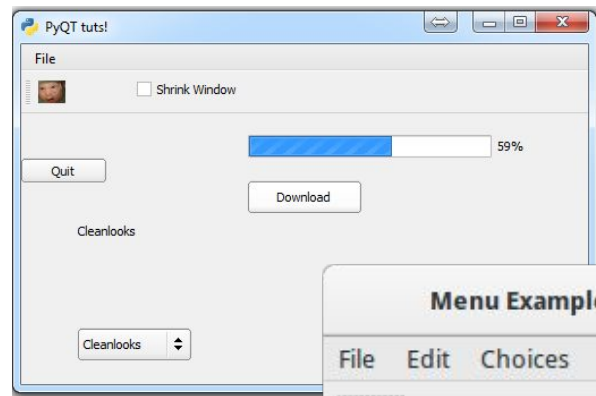 PyQT tuts!
File
Shrink Window
59%
Quit
Download
Cleanlooks
Cleanlooks
Menu Example
File Edit Choices